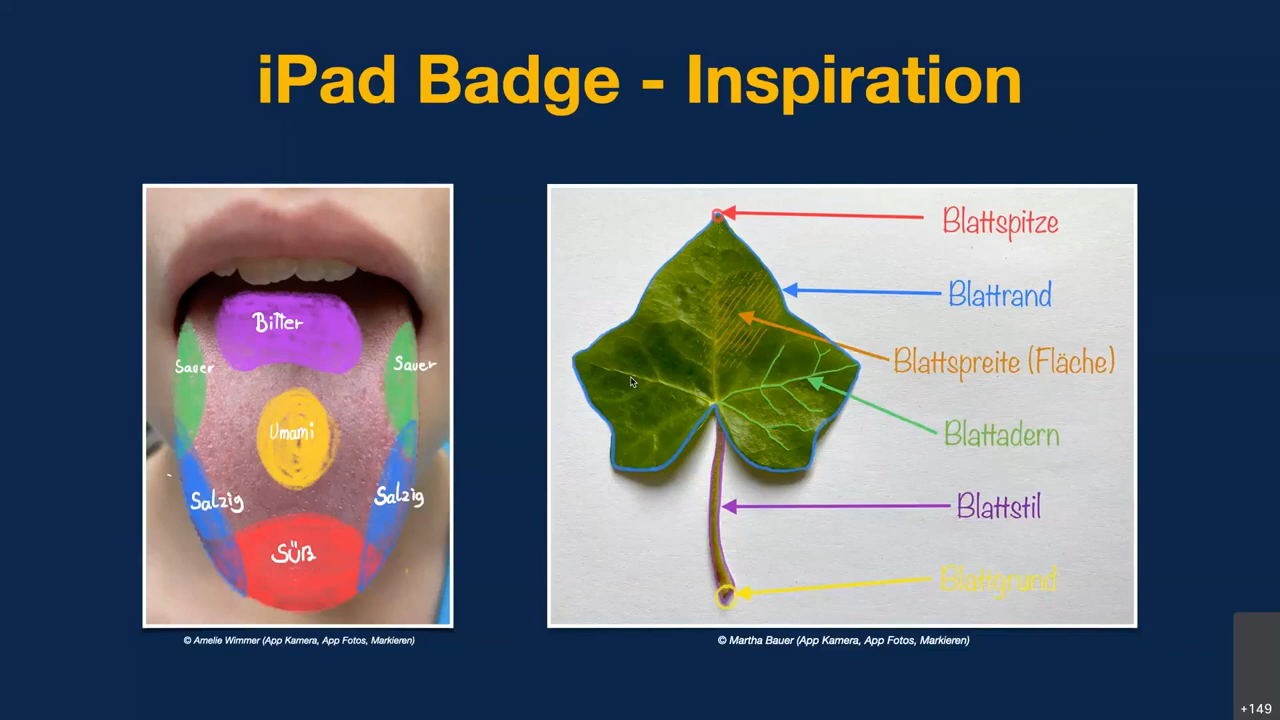 iPad Badge - Inspiration
Bitter
Sauer
Sauer
Umami
Salzig
Salzig
Süß
© Amelie Wimmer (App Kamera, App Fotos, Markieren)
Blattspitze
Blattrand
Blattspreite (Fläche)
Blattadern
Blattstil
Blattgrund
© Martha Bauer (App Kamera, App Fotos, Markieren)
+149